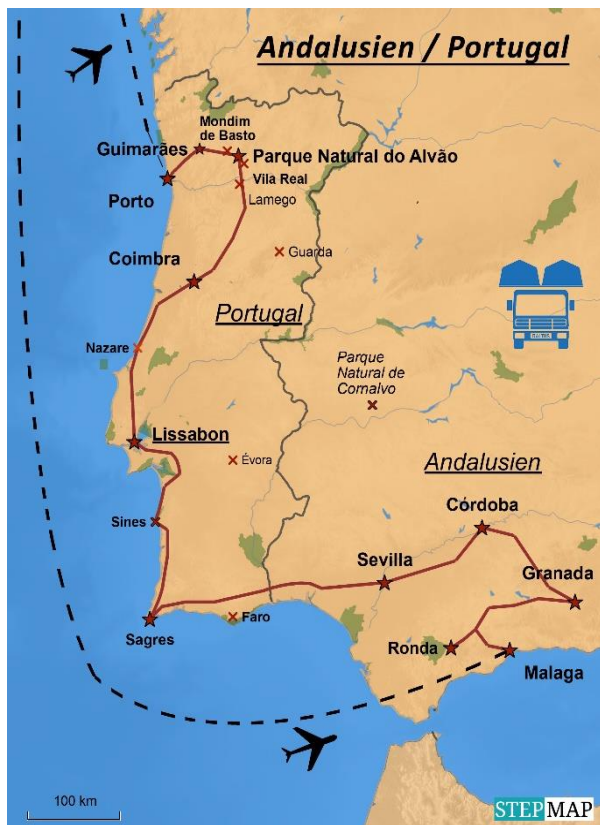 Andalusien / Portugal
Mondim
de Basto
Guimarães
Parque Natural do Alvão
Porto
Vila Real
Lamego
Coimbra
Guarda
Portugal
Nazare
Parque
Natural de
Cornalvo
Lissabon
Évora
Andalusien
Sines
Córdoba
Sevilla
Granada
Sagres
Faro
Ronda
Malaga
100 km
STEPMAP